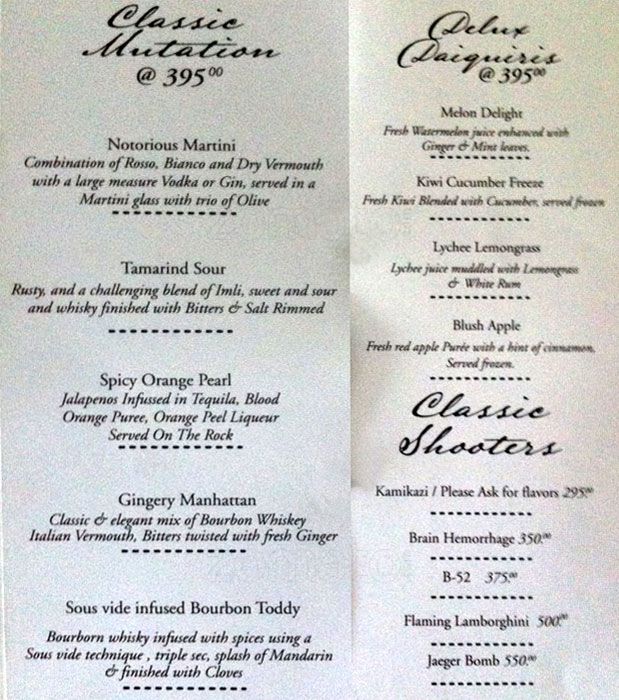 Classic
Mutation
@ 395.00
Notorious Martini
Combination of Rosso, Bianco and Dry Vermouth
with a large measure Vodka or Gin, served in a
Martini glass with trio of Olive
Tamarind Sour
Rusty, and a challenging blend of Imli, sweet and sour
and whisky finished with Bitters & Salt Rimmed
Spicy Orange Pearl
Jalapenos Infused in Tequila, Blood
Orange Puree, Orange Peel Liqueur
Served On The Rock
Gingery Manhattan
Classic & elegant mix of Bourbon Whiskey
Italian Vermouth, Bitters twisted with fresh Ginger
Sous vide infused Bourbon Toddy
Bourborn whisky infused with spices using a
Sous vide technique , triple sec, splash of Mandarin
& finished with Cloves
Delux
Daiquiris
@ 395.00
Melon Delight
Fresh Watermelon juice enhanced with
Ginger & Mint leaves.
Kiwi Cucumber Freeze
Fresh Kiwi Blended with Cucumber, served frozen
Lychee Lemongrass
Lychee juice muddled with Lemongrass
& White Rum
Blush Apple
Fresh red apple Purée with a hint of cinnamon,
Served frozen.
Classic
Shooters
Kamikazi / Please Ask for flavors 295.00
Brain Hemorrhage 350.00
B-52 375.00
Flaming Lamborghini 500.00
Jaeger Bomb 550.00